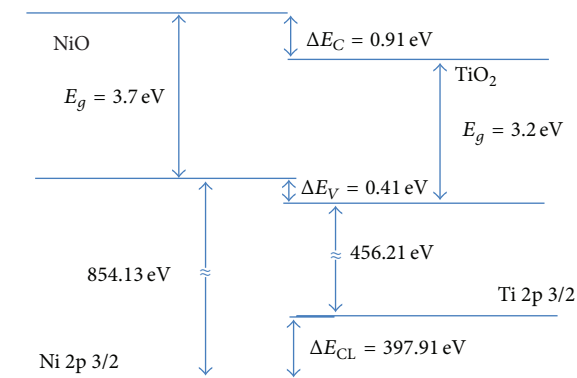 NiO
ΔE_C = 0.91 eV
TiO₂
E_g = 3.7 eV
E_g = 3.2 eV
ΔE_V = 0.41 eV
≈ 456.21 eV
854.13 eV ≈
Ti 2p 3/2
ΔE_CL = 397.91 eV
Ni 2p 3/2